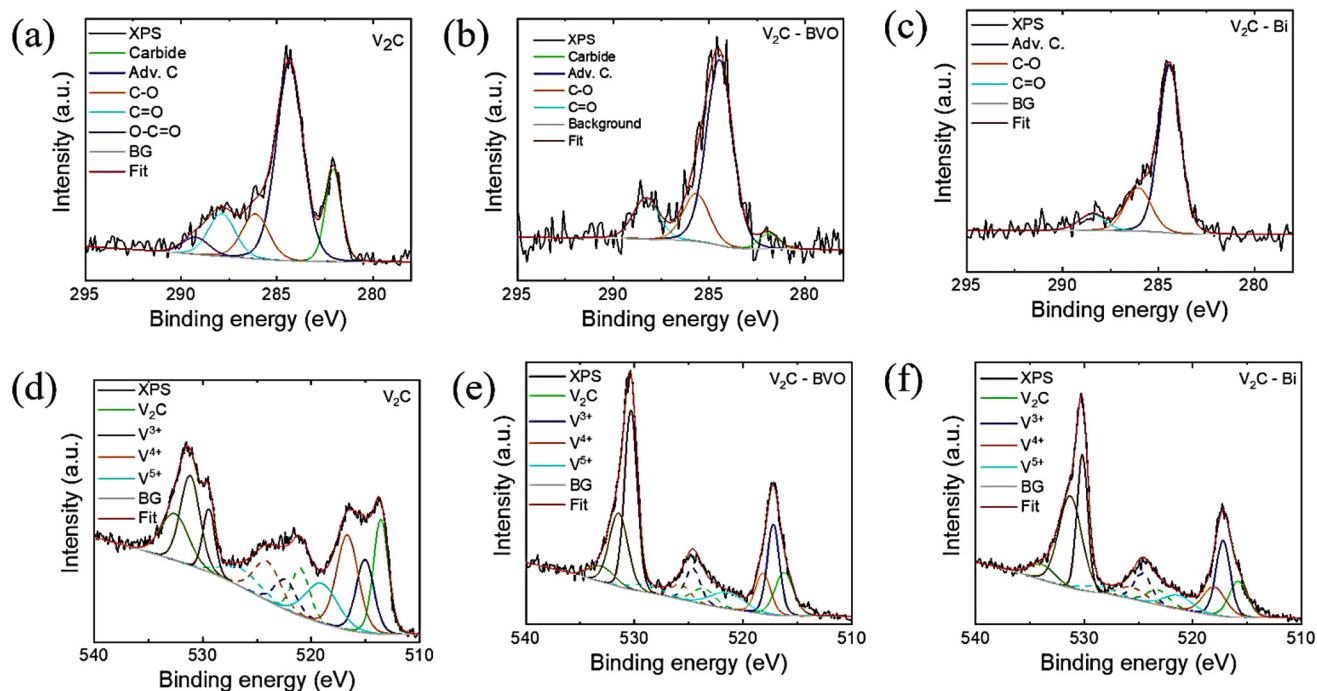 (a)
XPS
Carbide
Adv. C
C-O
C=O
O-C=O
BG
Fit
V2C
Intensity (a.u.)
295 290 285 280
Binding energy (eV)
(b)
XPS
Carbide
Adv. C.
C-O
C=O
Background
Fit
V2C - BVO
Intensity (a.u.)
295 290 285 280
Binding energy (eV)
(c)
XPS
Adv. C.
C-O
C=O
BG
Fit
V2C - Bi
Intensity (a.u.)
295 290 285 280
Binding energy (eV)
(d)
XPS
V2C
V3+
V4+
V5+
BG
Fit
V2C
Intensity (a.u.)
540 530 520 510
Binding energy (eV)
(e)
XPS
V2C
V3+
V4+
V5+
BG
Fit
V2C - BVO
Intensity (a.u.)
540 530 520 510
Binding energy (eV)
(f)
XPS
V2C
V3+
V4+
V5+
BG
Fit
V2C - Bi
Intensity (a.u.)
540 530 520 510
Binding energy (eV)